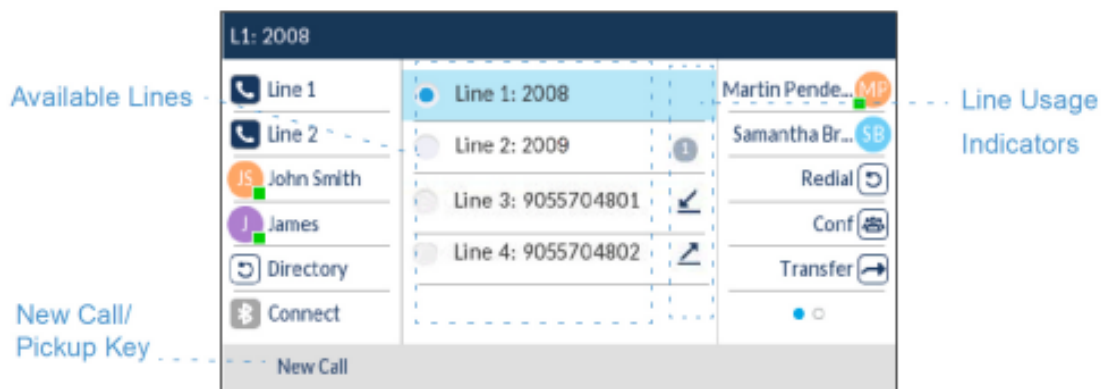 L1: 2008
Available Lines
New Call/
Pickup Key
Line 1
Line 2
JS John Smith
J James
Directory
Connect
Line 1: 2008
Line 2: 2009
1
Line 3: 9055704801
Line 4: 9055704802
Martin Pende... MP
Samantha Br... SB
Redial
Conf
Transfer
New Call
Line Usage
Indicators